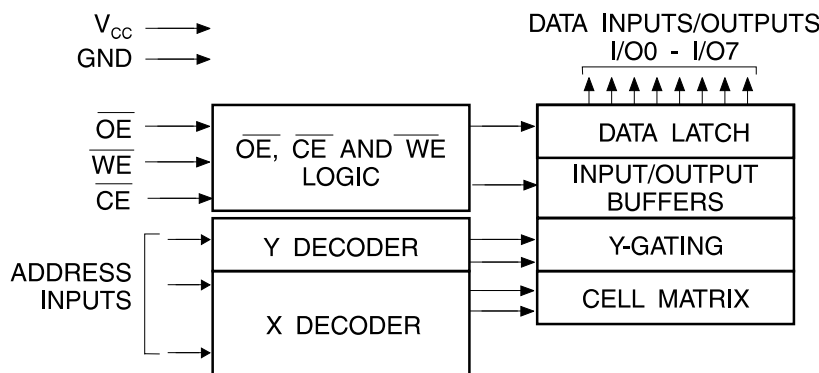 V_CC
GND
OE
WE
CE
ADDRESS
INPUTS
OE, CE AND WE
LOGIC
Y DECODER
X DECODER
DATA INPUTS/OUTPUTS
I/O0 - I/O7
DATA LATCH
INPUT/OUTPUT
BUFFERS
Y-GATING
CELL MATRIX